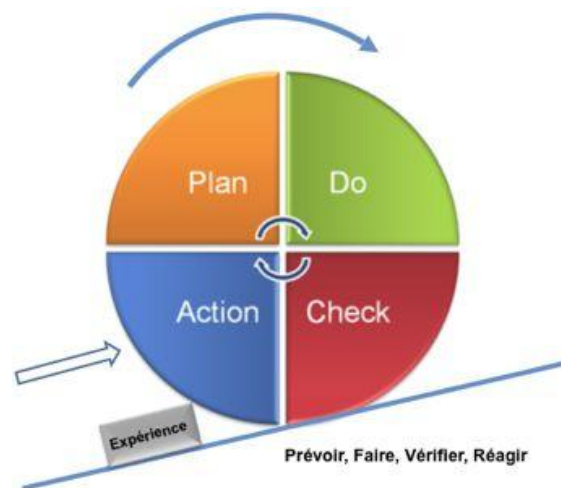 Plan
Do
Action
Check
Expérience
Prévoir, Faire, Vérifier, Réagir